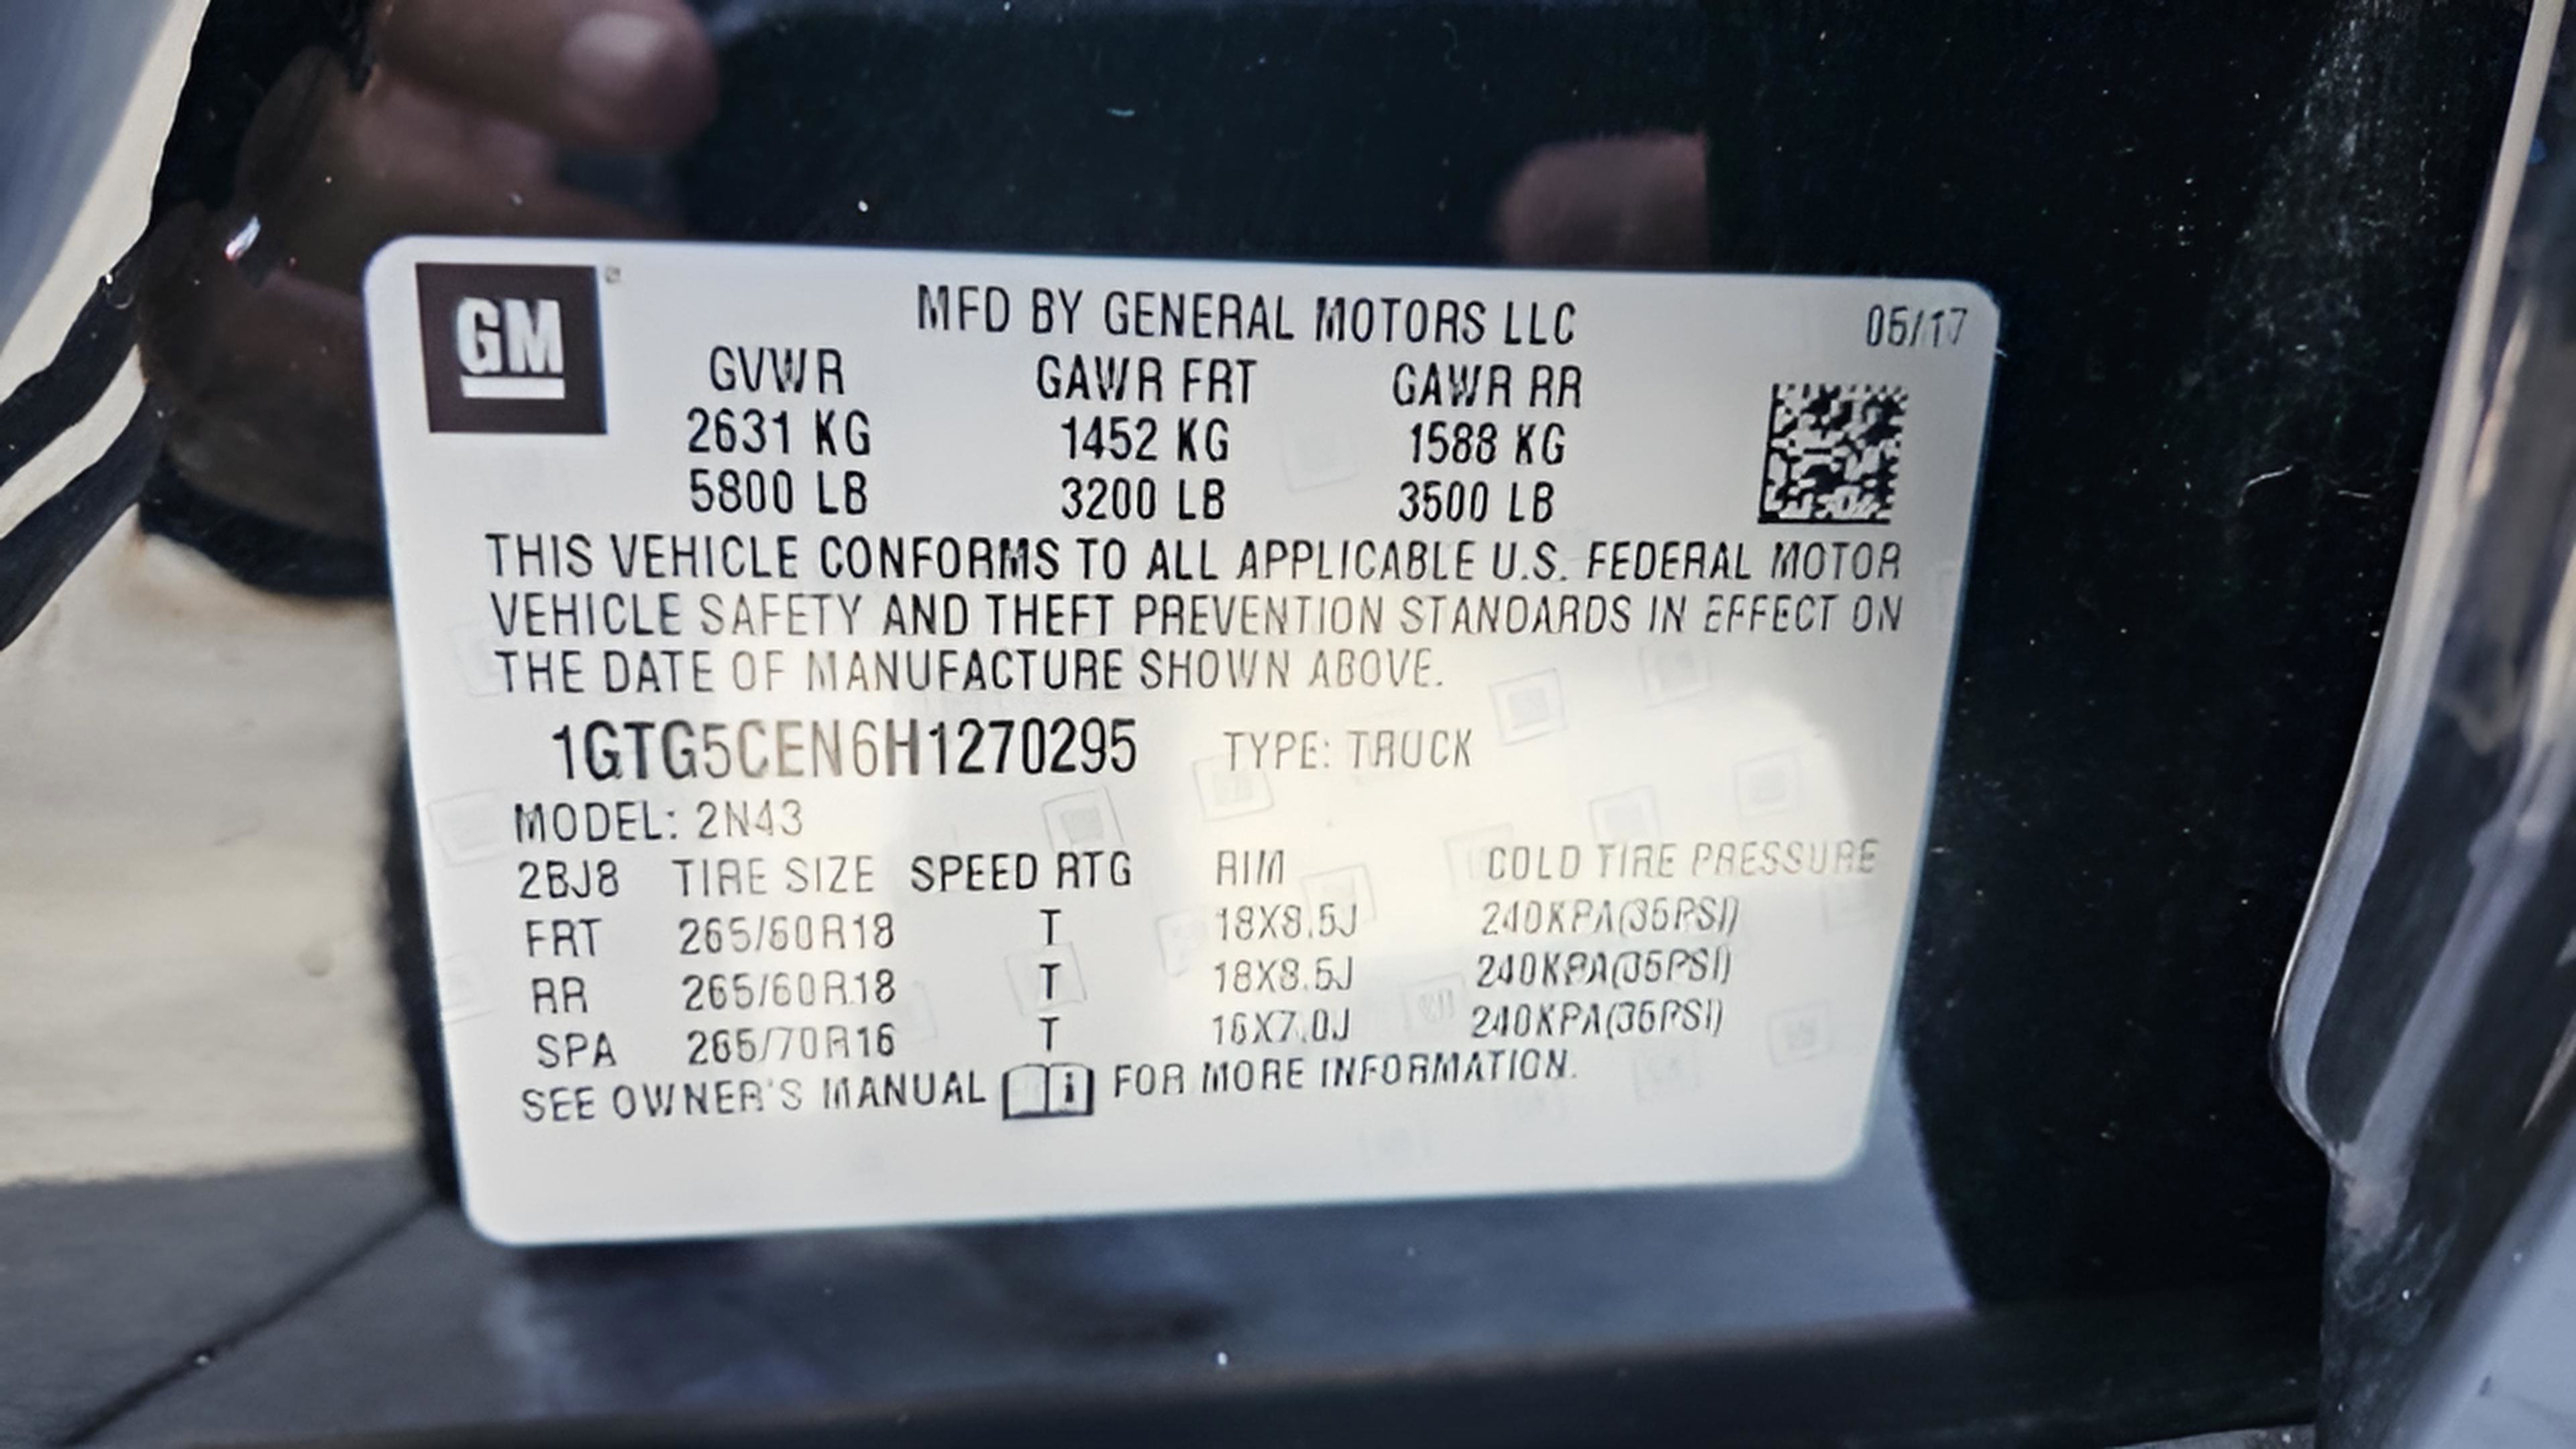 GM
MFD BY GENERAL MOTORS LLC 05/17
GVWR GAWR FRT GAWR RR
2631 KG 1452 KG 1588 KG
5800 LB 3200 LB 3500 LB
THIS VEHICLE CONFORMS TO ALL APPLICABLE U.S. FEDERAL MOTOR
VEHICLE SAFETY AND THEFT PREVENTION STANDARDS IN EFFECT ON
THE DATE OF MANUFACTURE SHOWN ABOVE.
1GTG5CEN6H1270295 TYPE: TRUCK
MODEL: 2N43
2BJ8 TIRE SIZE SPEED RTG RIM COLD TIRE PRESSURE
FRT 265/60R18 T 18X8.5J 240KPA(35PSI)
RR 265/60R18 T 18X8.5J 240KPA(35PSI)
SPA 265/70R16 T 16X7.0J 240KPA(35PSI)
SEE OWNER'S MANUAL i FOR MORE INFORMATION.